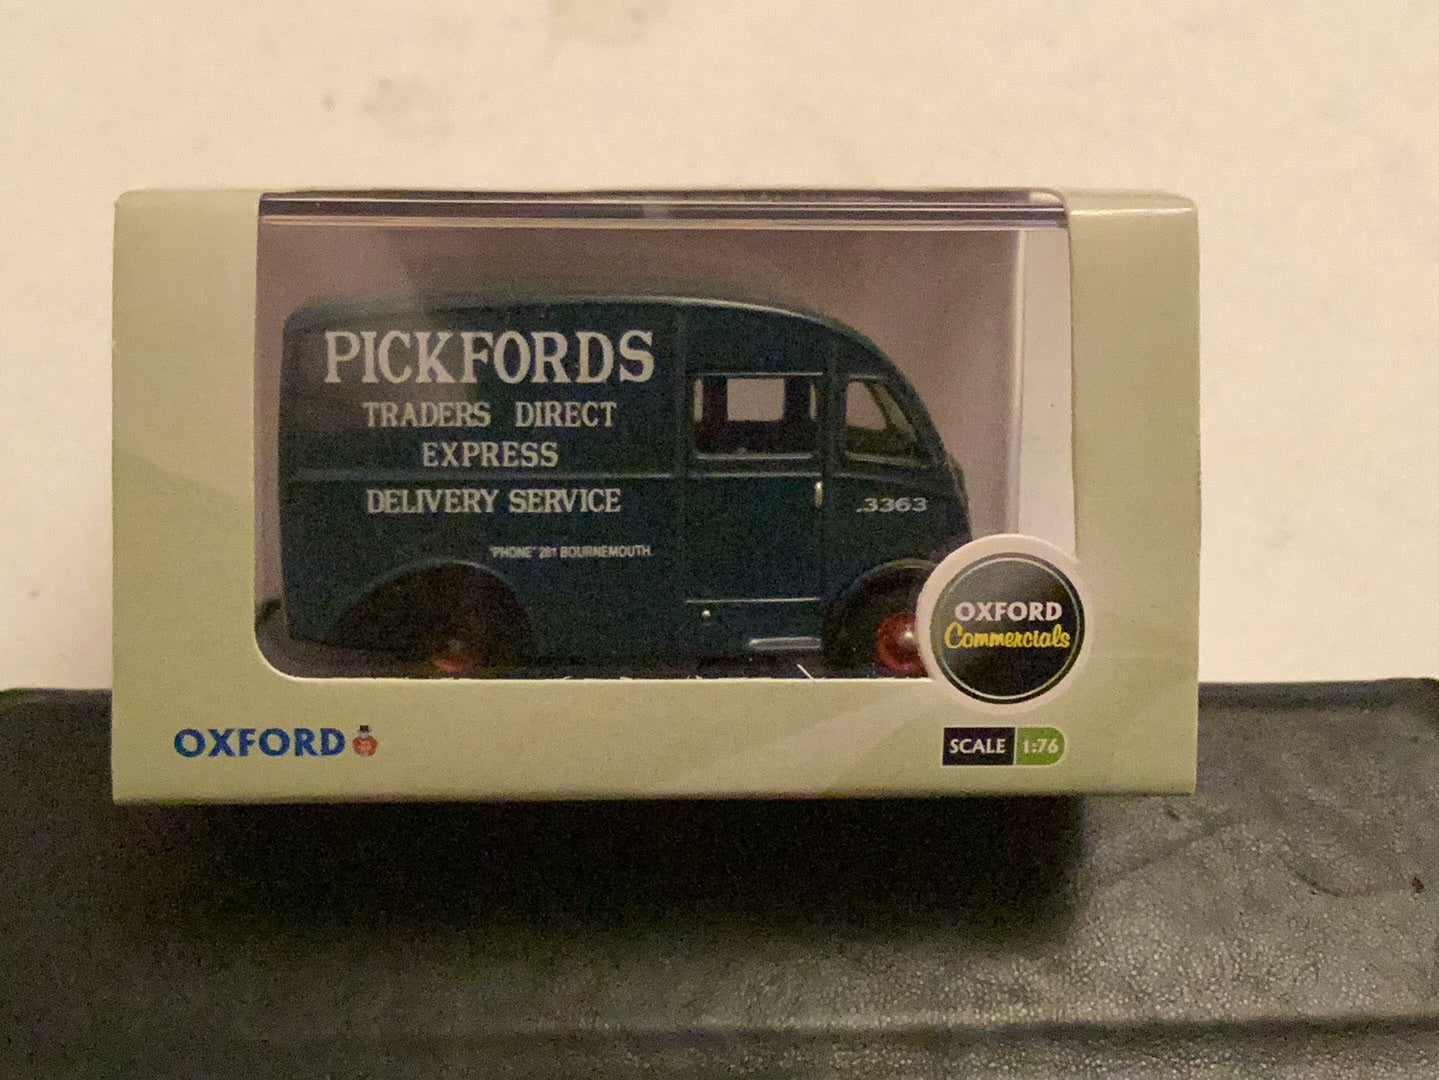 PICKFORDS
TRADERS DIRECT
EXPRESS
DELIVERY SERVICE
"PHONE" 281 BOURNEMOUTH
.3363
OXFORD
Commercials
OXFORD
SCALE 1:76